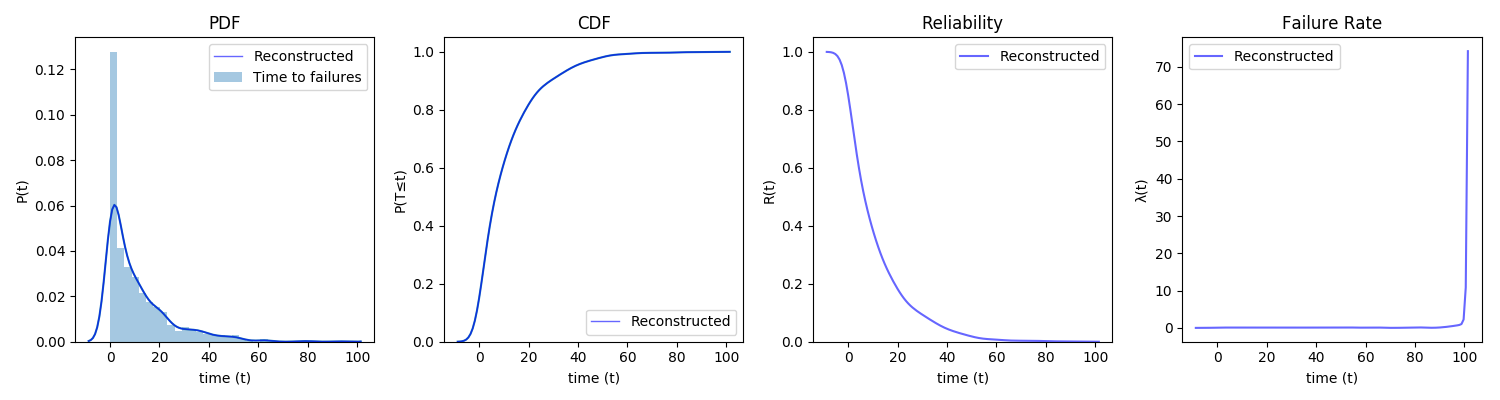 PDF
Reconstructed
Time to failures
P(t)
0.12
0.10
0.08
0.06
0.04
0.02
0.00
0 20 40 60 80 100
time (t)
CDF
P(T≤t)
1.0
0.8
0.6
0.4
0.2
0.0
Reconstructed
0 20 40 60 80 100
time (t)
Reliability
Reconstructed
R(t)
1.0
0.8
0.6
0.4
0.2
0.0
0 20 40 60 80 100
time (t)
Failure Rate
Reconstructed
λ(t)
70
60
50
40
30
20
10
0
0 20 40 60 80 100
time (t)